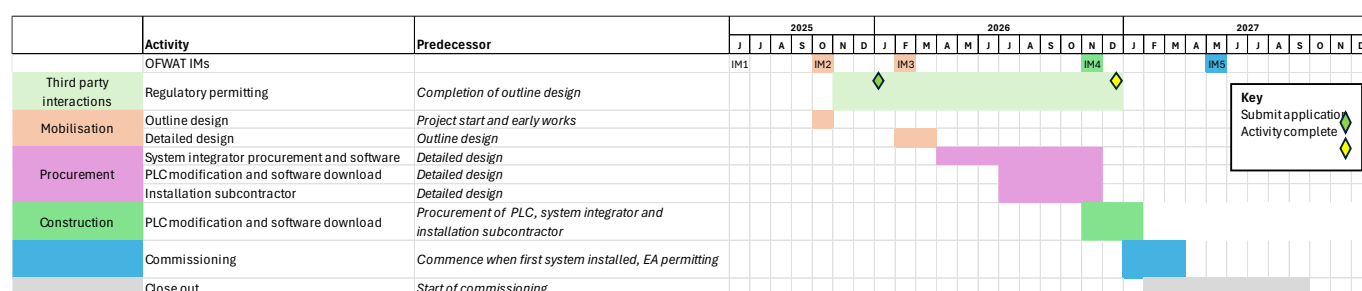 2025 2026 2027
Activity Predecessor J J A S O N D J F M A M J J A S O N D J F M A M J J A S O N D
OFWAT IMs IM1 IM2 IM3 IM4 IM5
Third party
interactions
Regulatory permitting Completion of outline design
Mobilisation
Outline design Project start and early works
Detailed design Outline design
Procurement
System integrator procurement and software Detailed design
PLC modification and software download Detailed design
Installation subcontractor Detailed design
Construction
PLC modification and software download Procurement of PLC, system integrator and
installation subcontractor
Commissioning Commence when first system installed, EA permitting
Close out Start of commissioning
Key
Submit application
Activity complete